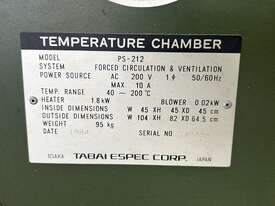 TEMPERATURE CHAMBER
MODEL PS-212
SYSTEM FORCED CIRCULATION & VENTILATION
POWER SOURCE AC 200 V 1ϕ 50/60Hz
MAX 10 A
TEMP. RANGE 40 — 200°C
HEATER 1.8kW BLOWER 0.02kW
INSIDE DIMENSIONS W 45 XH 45 XD 45 cm
OUTSIDE DIMENSIONS W 104 XH 82 XD 64.5 cm
WEIGHT 95 kg
DATE SERIAL NO
OSAKA TABAI ESPEC CORP. JAPAN